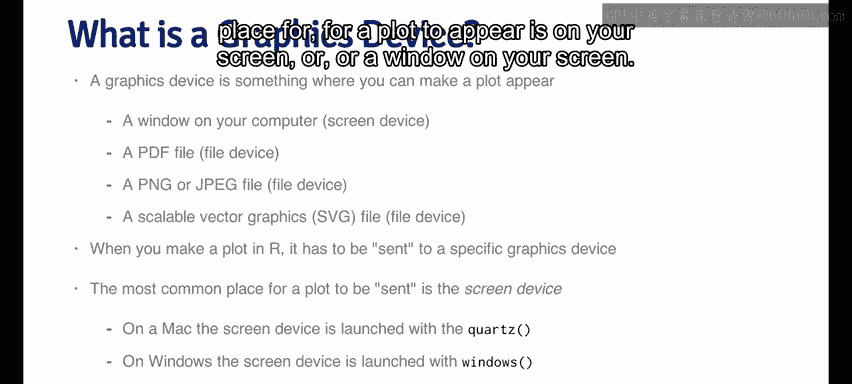 What is a Graphics Device?
place for, for a plot to appear is on your
screen, or, or a window on your screen.
· A graphics device is something where you can make a plot appear
- A window on your computer (screen device)
- A PDF file (file device)
- A PNG or JPEG file (file device)
- A scalable vector graphics (SVG) file (file device)
· When you make a plot in R, it has to be "sent" to a specific graphics device
· The most common place for a plot to be "sent" is the screen device
- On a Mac the screen device is launched with the quartz()
- On Windows the screen device is launched with windows()